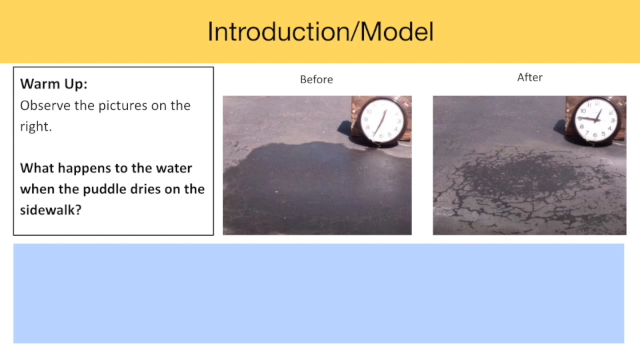 Introduction/Model
Warm Up:
Observe the pictures on the
right.
What happens to the water
when the puddle dries on the
sidewalk?
Before
After